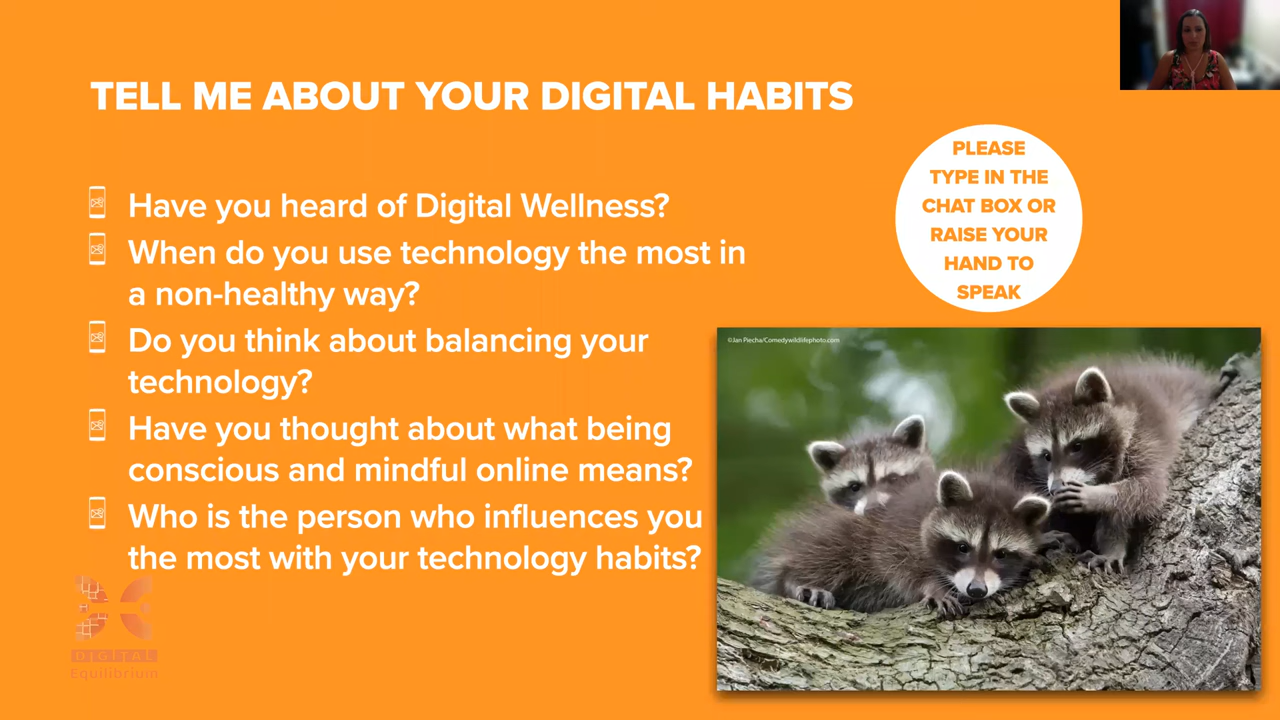 TELL ME ABOUT YOUR DIGITAL HABITS
PLEASE
TYPE IN THE
CHAT BOX OR
RAISE YOUR
HAND TO
SPEAK
Have you heard of Digital Wellness?
When do you use technology the most in
a non-healthy way?
Do you think about balancing your
technology?
Have you thought about what being
conscious and mindful online means?
Who is the person who influences you
the most with your technology habits?
©Jan Piecha/Comedywildlifephoto.com
DIGITAL
Equilibrium